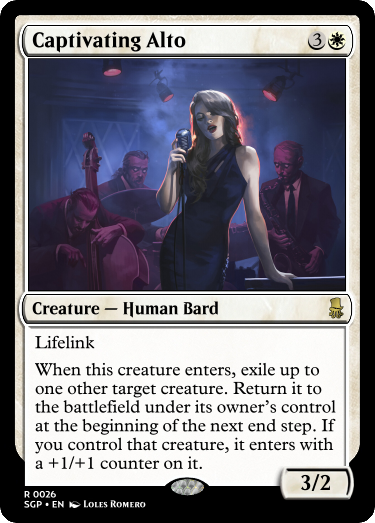 Captivating Alto 3
Creature — Human Bard
Lifelink
When this creature enters, exile up to
one other target creature. Return it to
the battlefield under its owner's control
at the beginning of the next end step. If
you control that creature, it enters with
a +1/+1 counter on it.
3/2
R 0026
SGP • EN Loles Romero